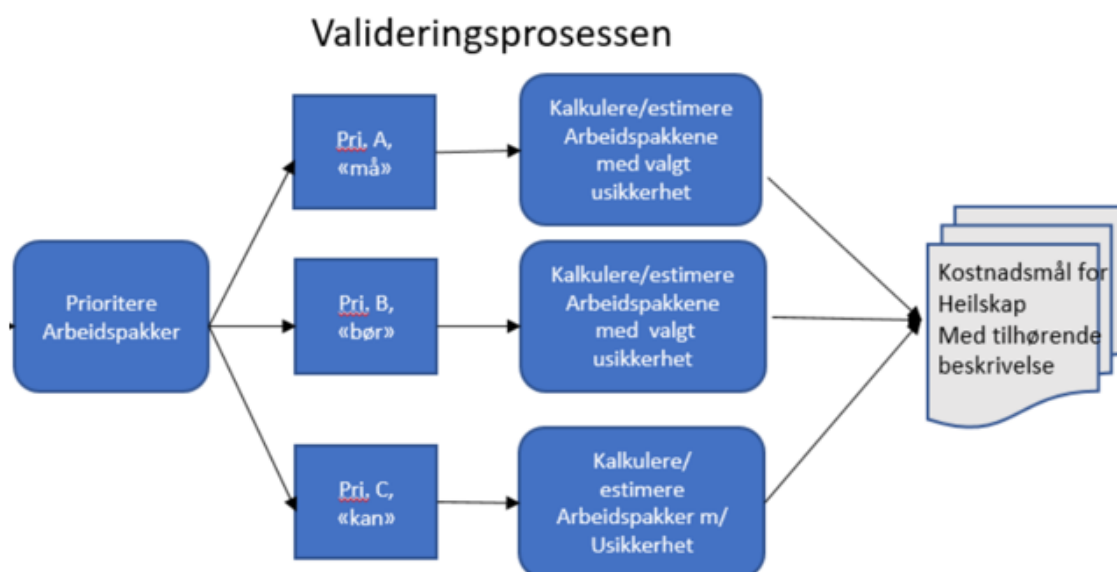 Valideringsprosessen
Prioritere
Arbeidspakker
Pri, A,
«må»
Kalkulere/estimere
Arbeidspakkene
med valgt
usikkerhet
Pri, B,
«bør»
Kalkulere/estimere
Arbeidspakkene
med  valgt
usikkerhet
Pri, C,
«kan»
Kalkulere/
estimere
Arbeidspakker m/
Usikkerhet
Kostnadsmål for
Heilskap
Med tilhørende
beskrivelse